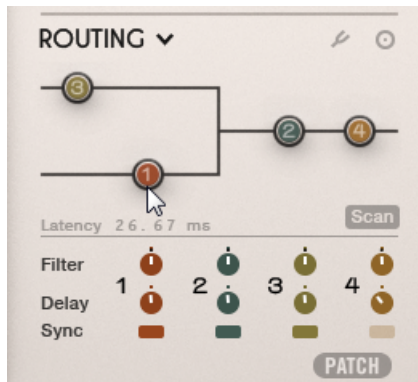 ROUTING
3
2 4
1
Latency 26.67 ms
Scan
Filter
1 2 3 4
Delay
Sync
PATCH